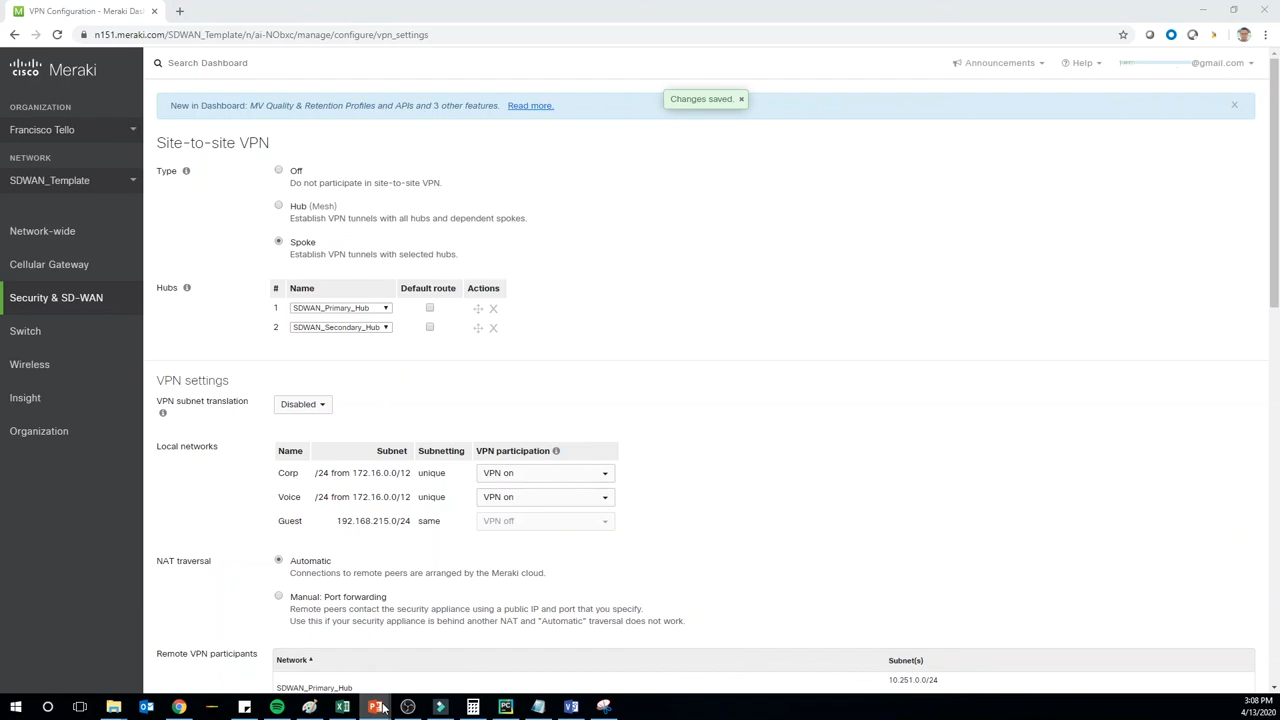 VPN Configuration - Meraki Das
n151.meraki.com/SDWAN_Template/n/ai-NObxc/manage/configure/vpn_settings
CISCO Meraki
Search Dashboard
Announcements
Help
@gmail.com
New in Dashboard: MV Quality & Retention Profiles and APIs and 3 other features. Read more.
Changes saved. ×
ORGANIZATION
Francisco Tello
NETWORK
SDWAN_Template
Network-wide
Cellular Gateway
Security & SD-WAN
Switch
Wireless
Insight
Organization
Site-to-site VPN
Type
Off
Do not participate in site-to-site VPN.
Hub (Mesh)
Establish VPN tunnels with all hubs and dependent spokes.
Spoke
Establish VPN tunnels with selected hubs.
Hubs
# Name Default route Actions
1 SDWAN_Primary_Hub
2 SDWAN_Secondary_Hub
VPN settings
VPN subnet translation
Disabled
Local networks
Name Subnet Subnetting VPN participation
Corp /24 from 172.16.0.0/12 unique VPN on
Voice /24 from 172.16.0.0/12 unique VPN on
Guest 192.168.215.0/24 same VPN off
NAT traversal
Automatic
Connections to remote peers are arranged by the Meraki cloud.
Manual: Port forwarding
Remote peers contact the security appliance using a public IP and port that you specify.
Use this if your security appliance is behind another NAT and "Automatic" traversal does not work.
Remote VPN participants
Network Subnet(s)
10.251.0.0/24
SDWAN_Primary_Hub
3:08 PM
4/13/2020